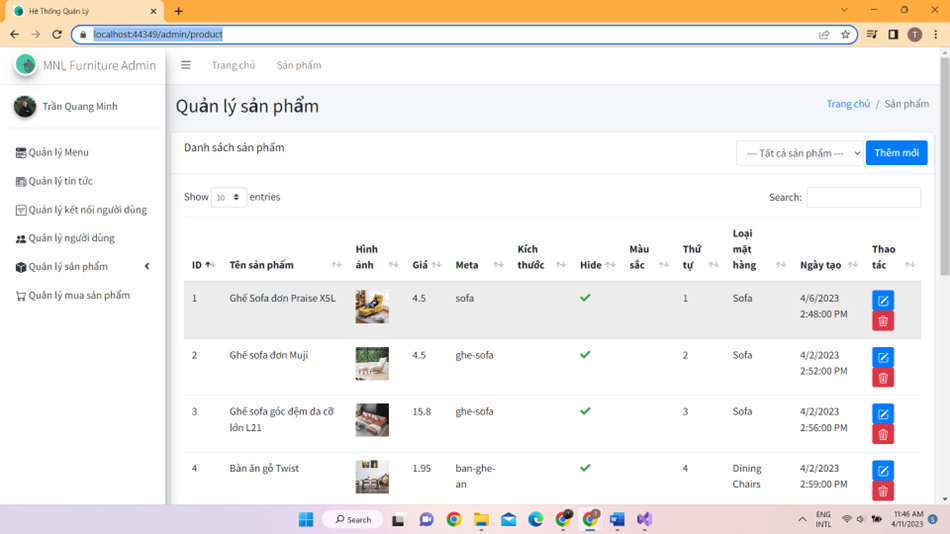 Hệ Thống Quản Lý
localhost:44349/admin/product
T
MNL Furniture Admin
Trang chủ Sản phẩm
Trần Quang Minh
Quản lý sản phẩm
Trang chủ / Sản phẩm
Quản lý Menu
Quản lý tin tức
Quản lý kết nối người dùng
Quản lý người dùng
Quản lý sản phẩm
Quản lý mua sản phẩm
Danh sách sản phẩm
--- Tất cả sản phẩm ---
Thêm mới
Show 10 entries
Search:
ID Tên sản phẩm Hình ảnh Giá Meta Kích thước Hide Màu sắc Thứ tự Loại mặt hàng Ngày tạo Thao tác
1 Ghế Sofa đơn Praise X5L 4.5 sofa 1 Sofa 4/6/2023
2:48:00 PM
2 Ghế sofa đơn Muji 4.5 ghe-sofa 2 Sofa 4/2/2023
2:52:00 PM
3 Ghế sofa góc đệm da cỡ 15.8 ghe-sofa 3 Sofa 4/2/2023
lớn L21 2:56:00 PM
4 Bàn ăn gỗ Twist 1.95 ban-ghe- 4 Dining 4/2/2023
an Chairs 2:59:00 PM
Search
ENG
INTL
11:46 AM
4/11/2023
5